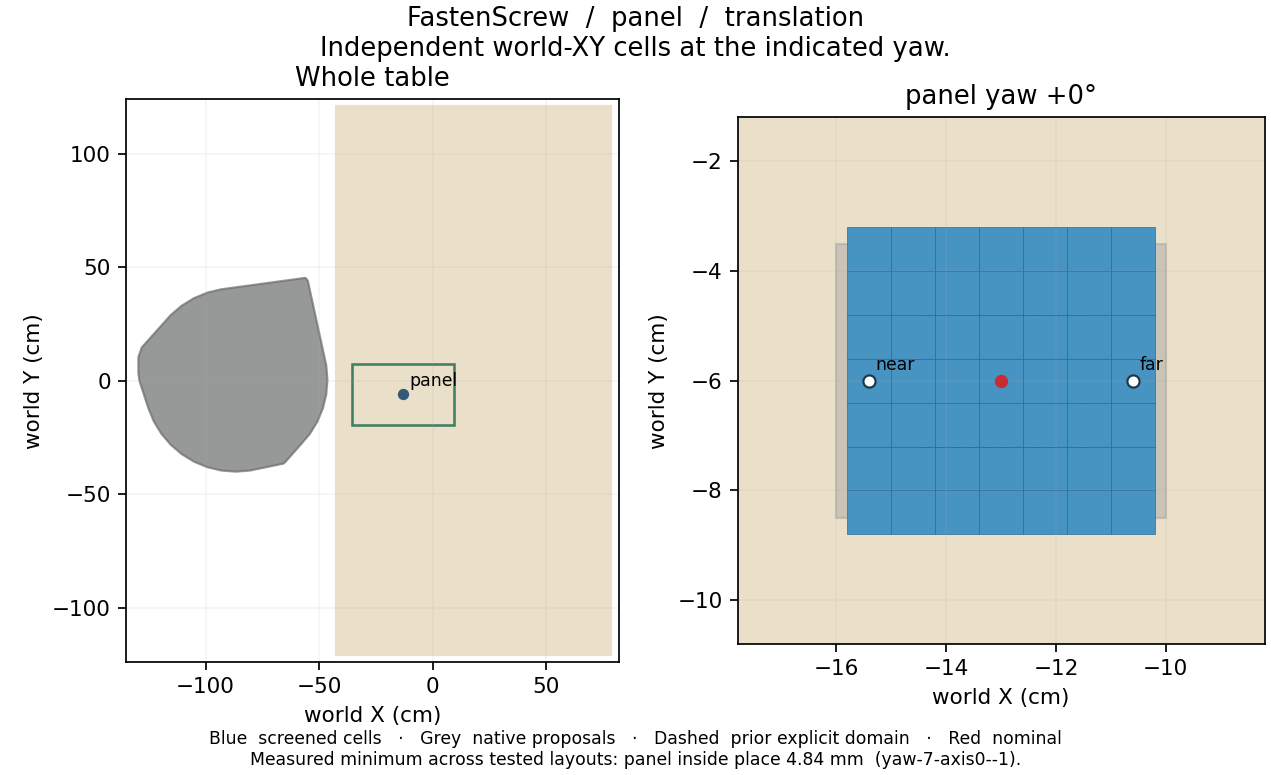 FastenScrew / panel / translation
Independent world-XY cells at the indicated yaw.
Whole table
panel yaw +0°
world Y (cm)
100
50
0
−50
−100
panel
−100
−50
0
50
world X (cm)
world Y (cm)
−2
−4
−6
−8
−10
near
far
−16
−14
−12
−10
world X (cm)
Blue screened cells · Grey native proposals · Dashed prior explicit domain · Red nominal
Measured minimum across tested layouts: panel inside place 4.84 mm (yaw-7-axis0--1).